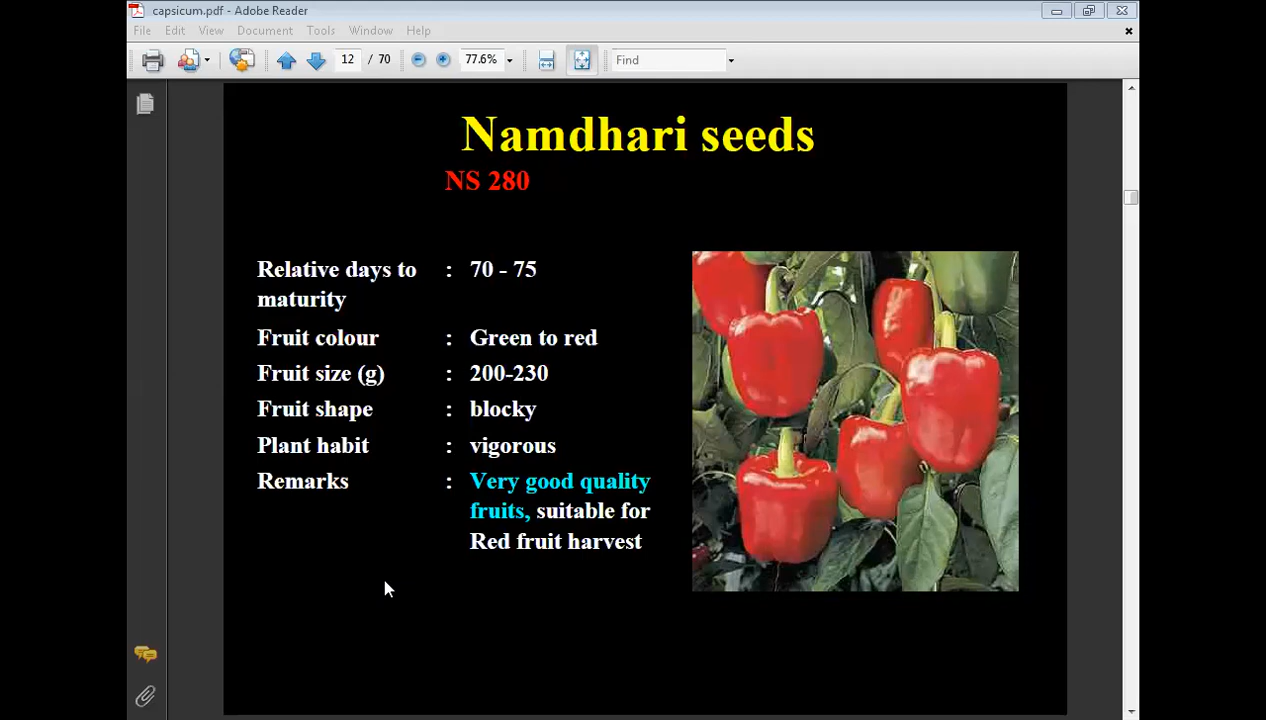 capsicum.pdf - Adobe Reader
File Edit View Document Tools Window Help
12 / 70 77.6% Find
Namdhari seeds
NS 280
Relative days to : 70 - 75
maturity
Fruit colour : Green to red
Fruit size (g) : 200-230
Fruit shape : blocky
Plant habit : vigorous
Remarks : Very good quality
fruits, suitable for
Red fruit harvest